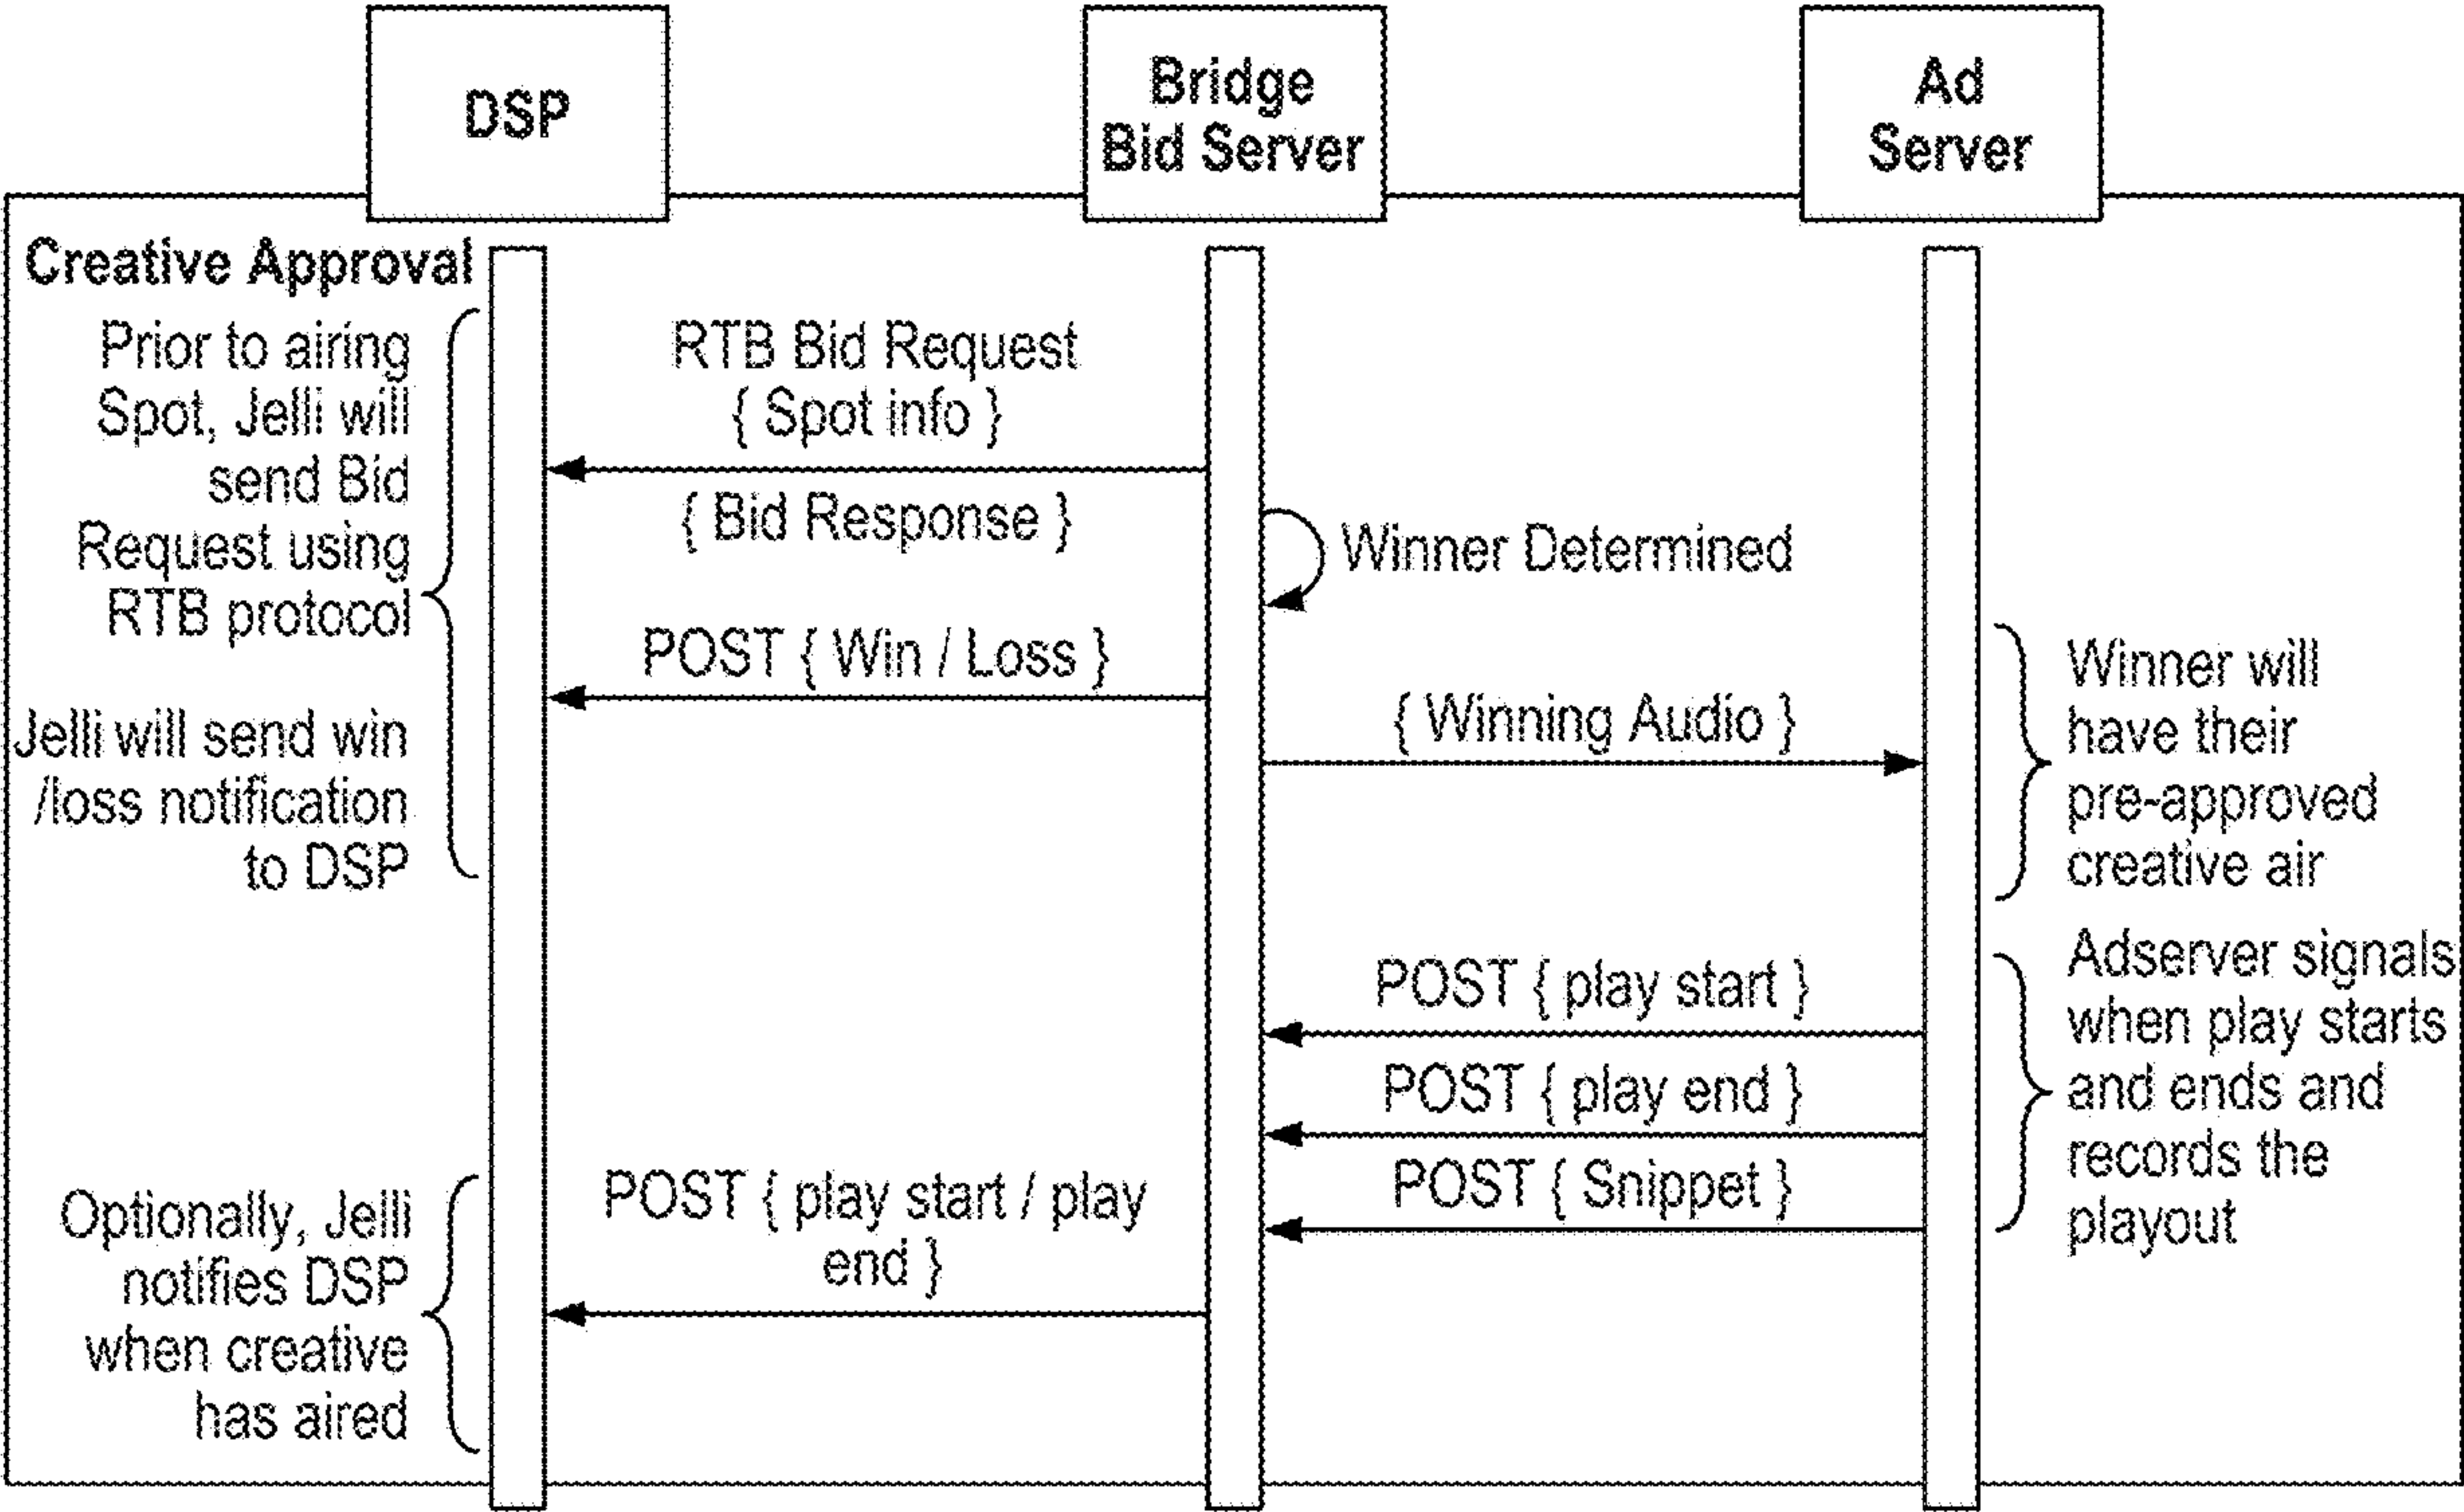 DSP
Bridge
Bid Server
Ad
Server
Creative Approval
Prior to airing
Spot, Jelli will
send Bid
Request using
RTB protocol
Jelli will send win
/loss notification
to DSP
RTB Bid Request
{ Spot info }
{ Bid Response }
Winner Determined
POST { Win / Loss }
{ Winning Audio }
Winner will
have their
pre-approved
creative air
POST { play start }
POST { play end }
POST { Snippet }
Adserver signals
when play starts
and ends and
records the
playout
Optionally, Jelli
notifies DSP
when creative
has aired
POST { play start / play
end }